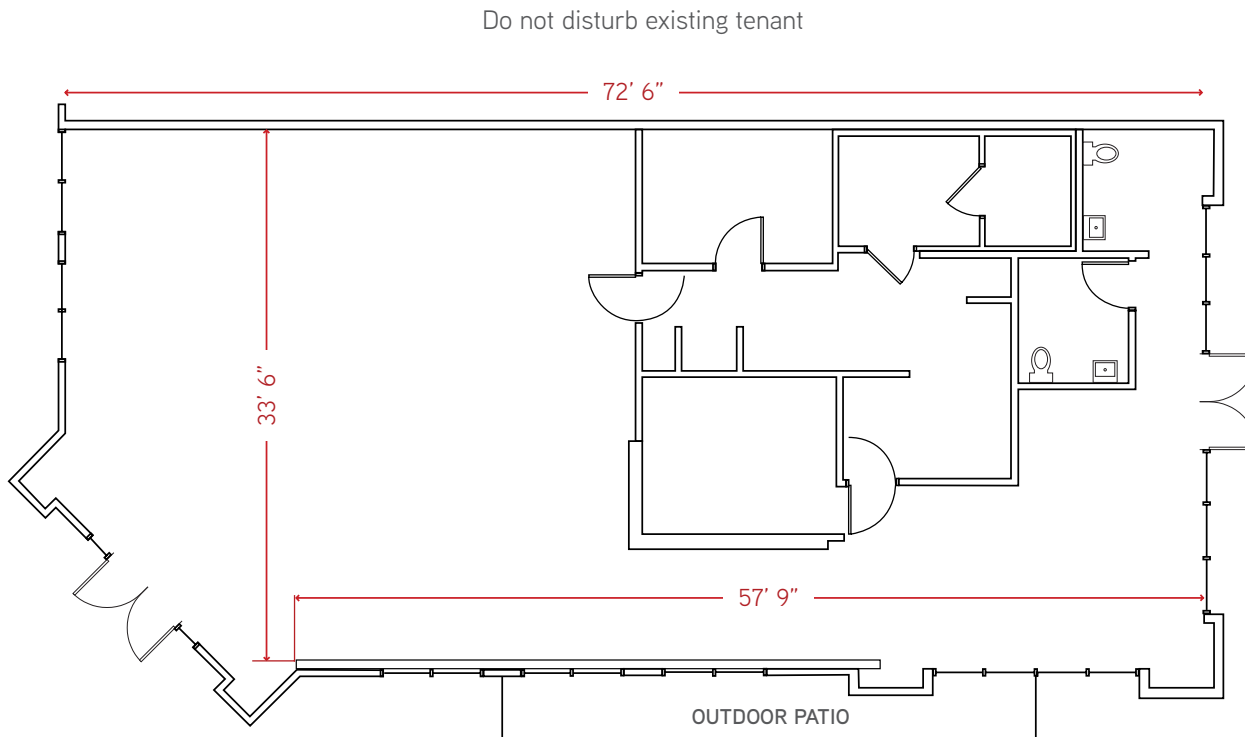 Do not disturb existing tenant
72’ 6”
33’ 6”
57’ 9”
OUTDOOR PATIO